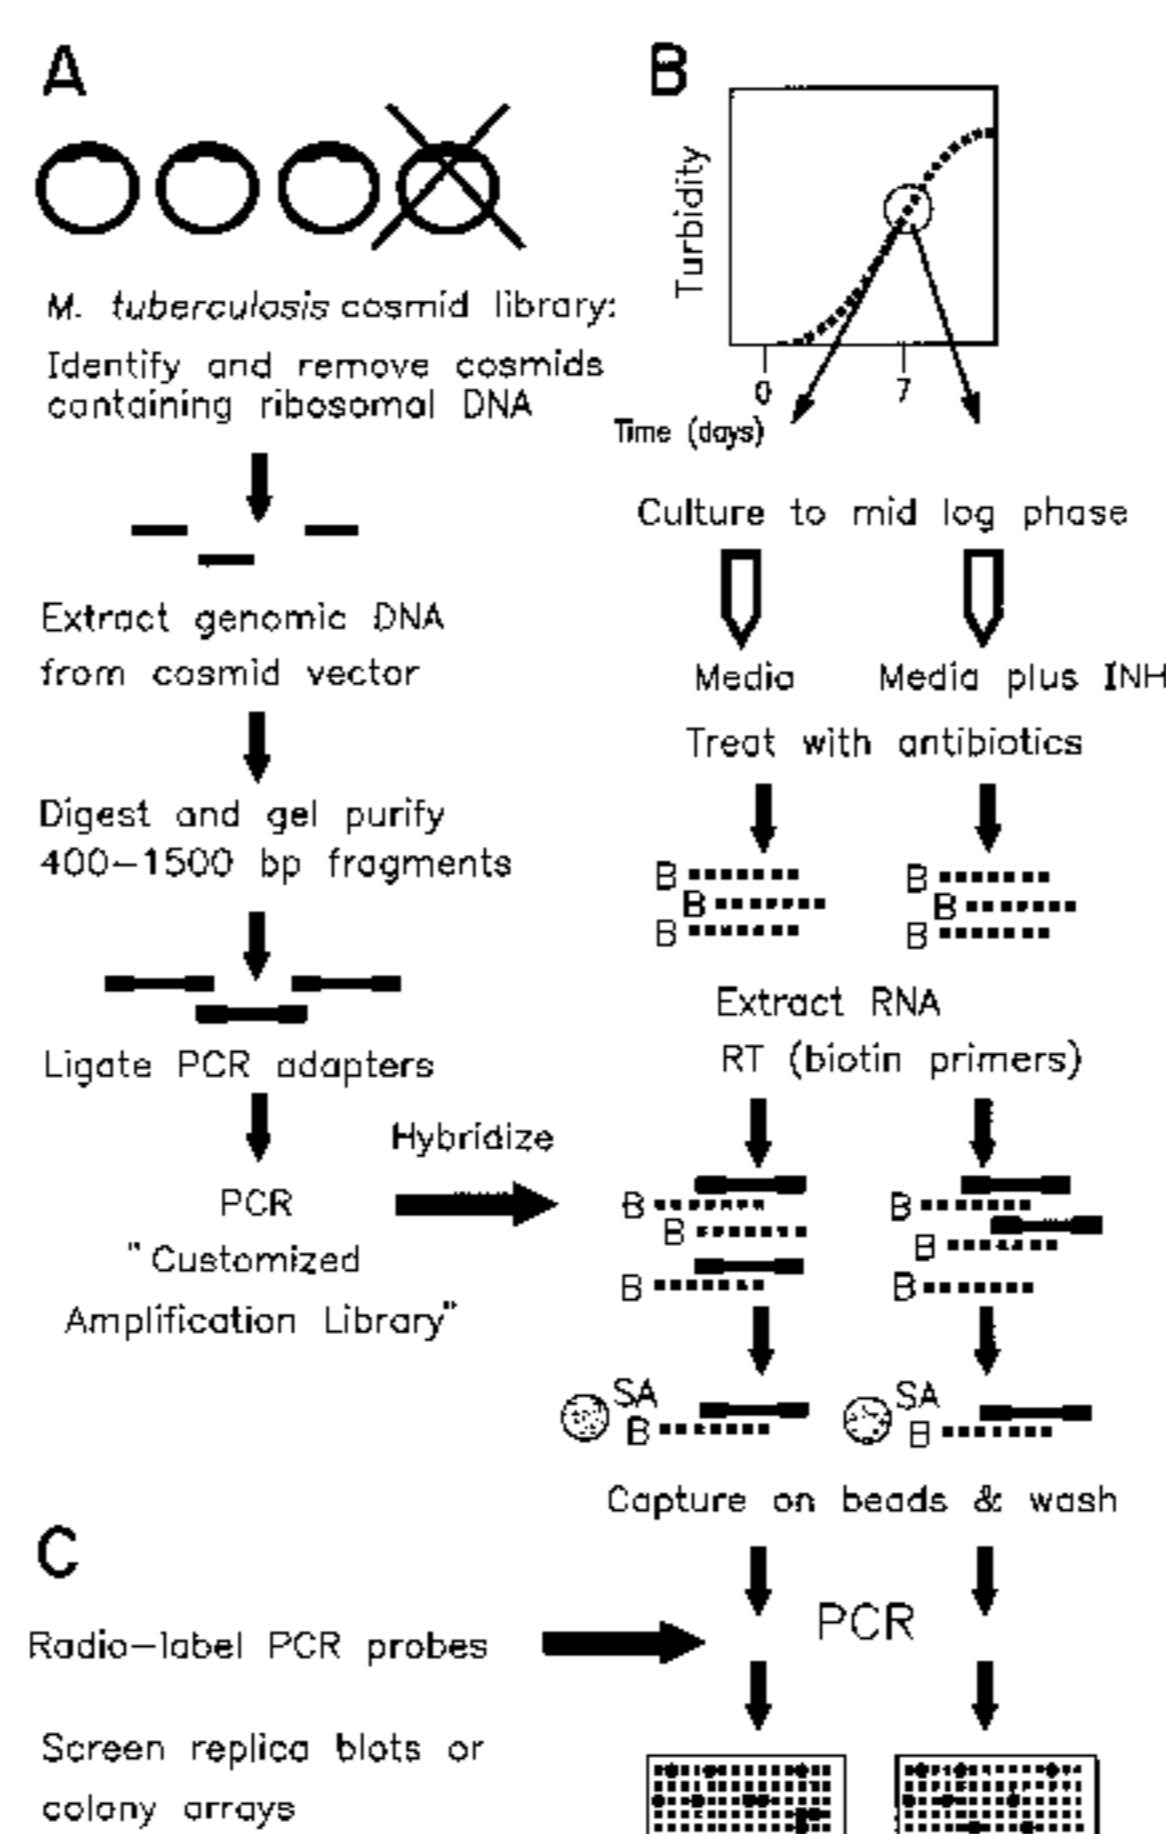 A
M. tuberculosis cosmid library:
Identify and remove cosmids
containing ribosomal DNA
Extract genomic DNA
from cosmid vector
Digest and gel purify
400-1500 bp fragments
Ligate PCR adapters
PCR
"Customized
Amplification Library"
Hybridize
B
Turbidity
0
7
Time (days)
Culture to mid log phase
Media
Media plus INH
Treat with antibiotics
B
B
B
B
B
B
Extract RNA
RT (biotin primers)
B
B
B
B
B
B
SA
B
SA
B
Capture on beads & wash
PCR
C
Radio-label PCR probes
Screen replica blots or
colony arrays